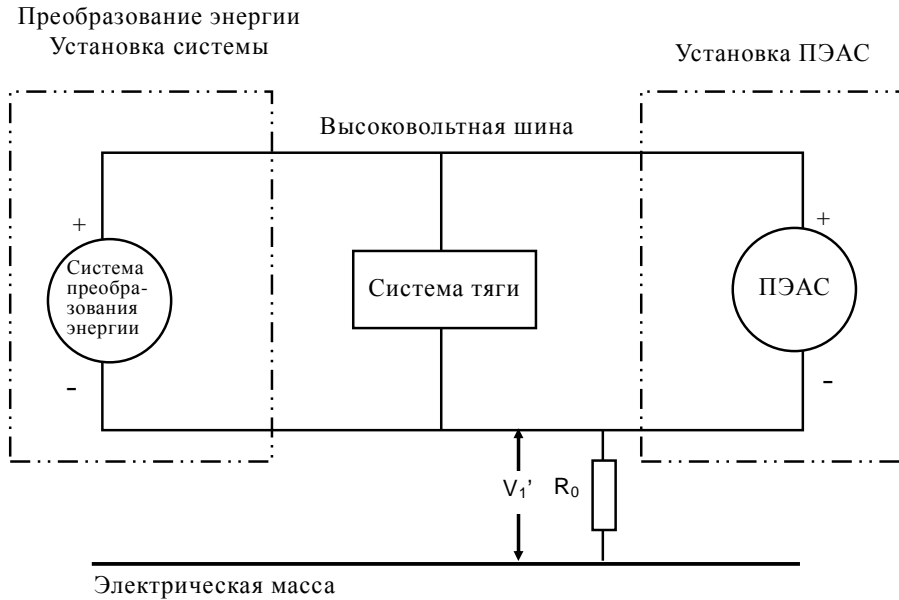 Преобразование энергии
Установка системы
Установка ПЭАС
Высоковольтная шина
+
+
Система
преобра-
зования
энергии
Система тяги
ПЭАС
-
-
V₁’
R₀
Электрическая масса